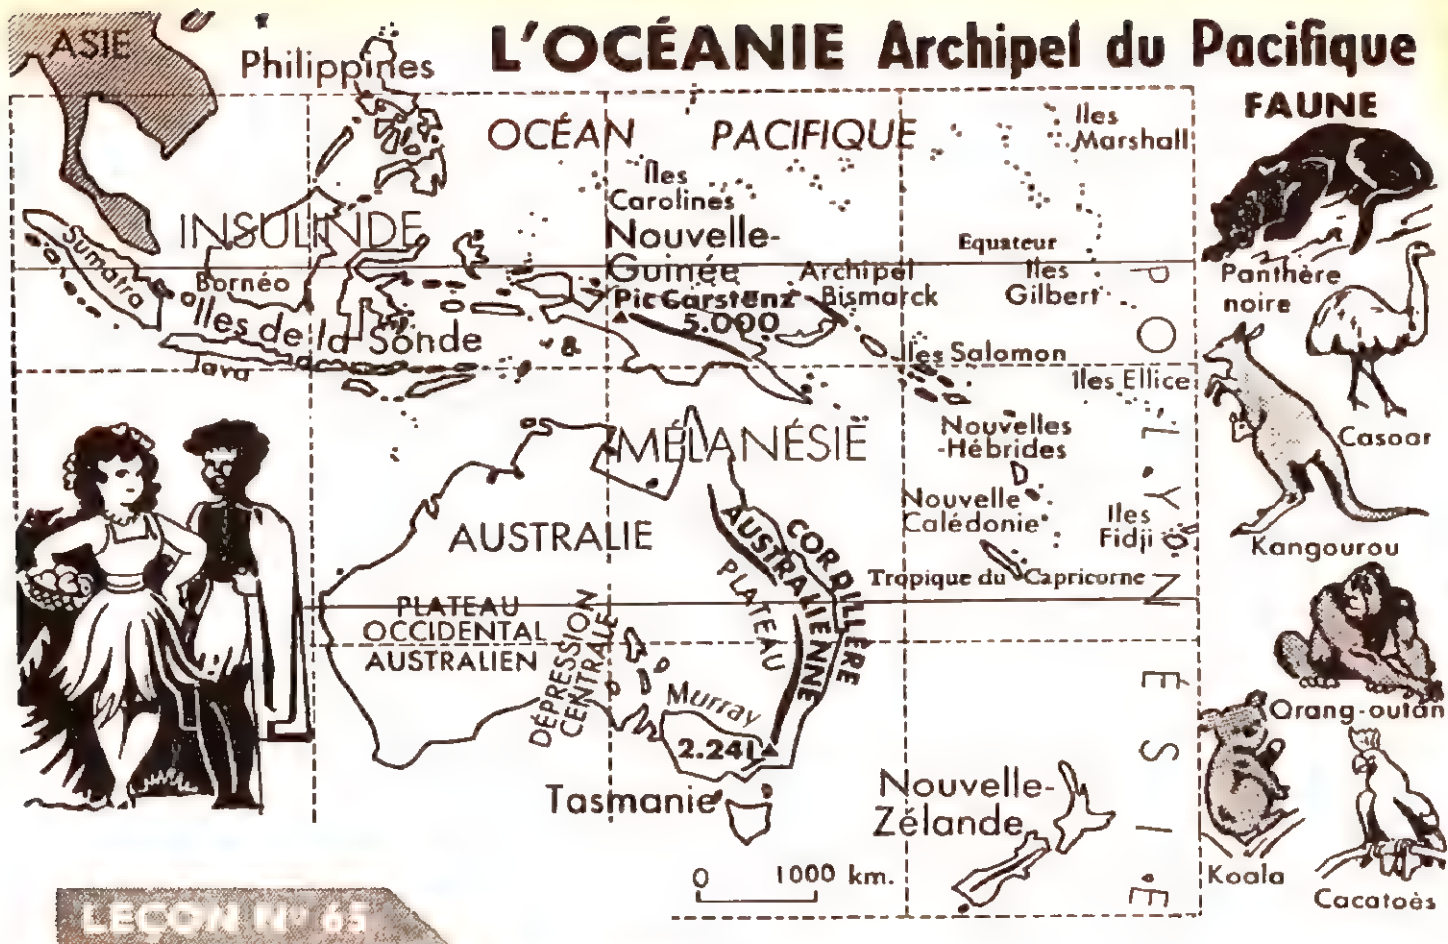 L'OCÉANIE Archipel du Pacifique
ASIE
Philippines
OCÉAN PACIFIQUE
Iles
Marshall
Iles
Carolines
INSULINDE
Sumatra
Bornéo
Iles de la Sonde
Java
Nouvelle-
Guinée
Pic Carstenz
5.000
Archipel
Bismarck
Equateur
Iles
Gilbert
Iles Salomon
Iles Ellice
MÉLANÉSIE
Nouvelles
-Hébrides
Nouvelle
Calédonie
Iles
Fidji
Tropique du Capricorne
POLYNÉSIE
AUSTRALIE
PLATEAU
OCCIDENTAL
AUSTRALIEN
DÉPRESSION
CENTRALE
PLATEAU
CORDILLÈRE
AUSTRALIENNE
Murray
2.241
Tasmanie
Nouvelle-
Zélande
0 1000 km.
FAUNE
Panthère
noire
Casoar
Kangourou
Orang-outan
Koala
Cacatoès
LEÇON Nº 65